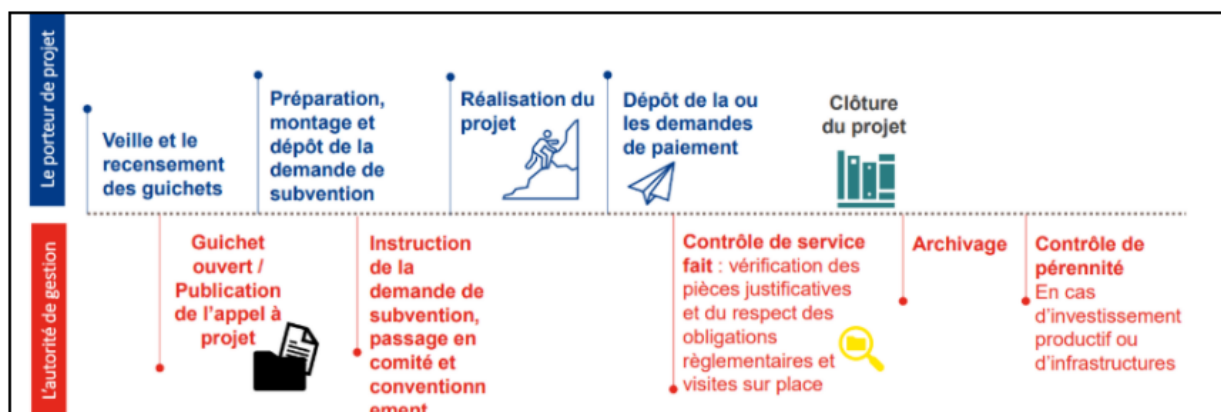 Le porteur de projet
Veille et le
recensement
des guichets
Préparation,
montage et
dépôt de la
demande de
subvention
Réalisation du
projet
Dépôt de la ou
les demandes
de paiement
Clôture
du projet
L'autorité de gestion
Guichet
ouvert /
Publication
de l'appel à
projet
Instruction
de la
demande de
subvention,
passage en
comité et
conventionn
ement
Contrôle de service
fait : vérification des
pièces justificatives
et du respect des
obligations
règlementaires et
visites sur place
Archivage
Contrôle de
pérennité
En cas
d'investissement
productif ou
d'infrastructures